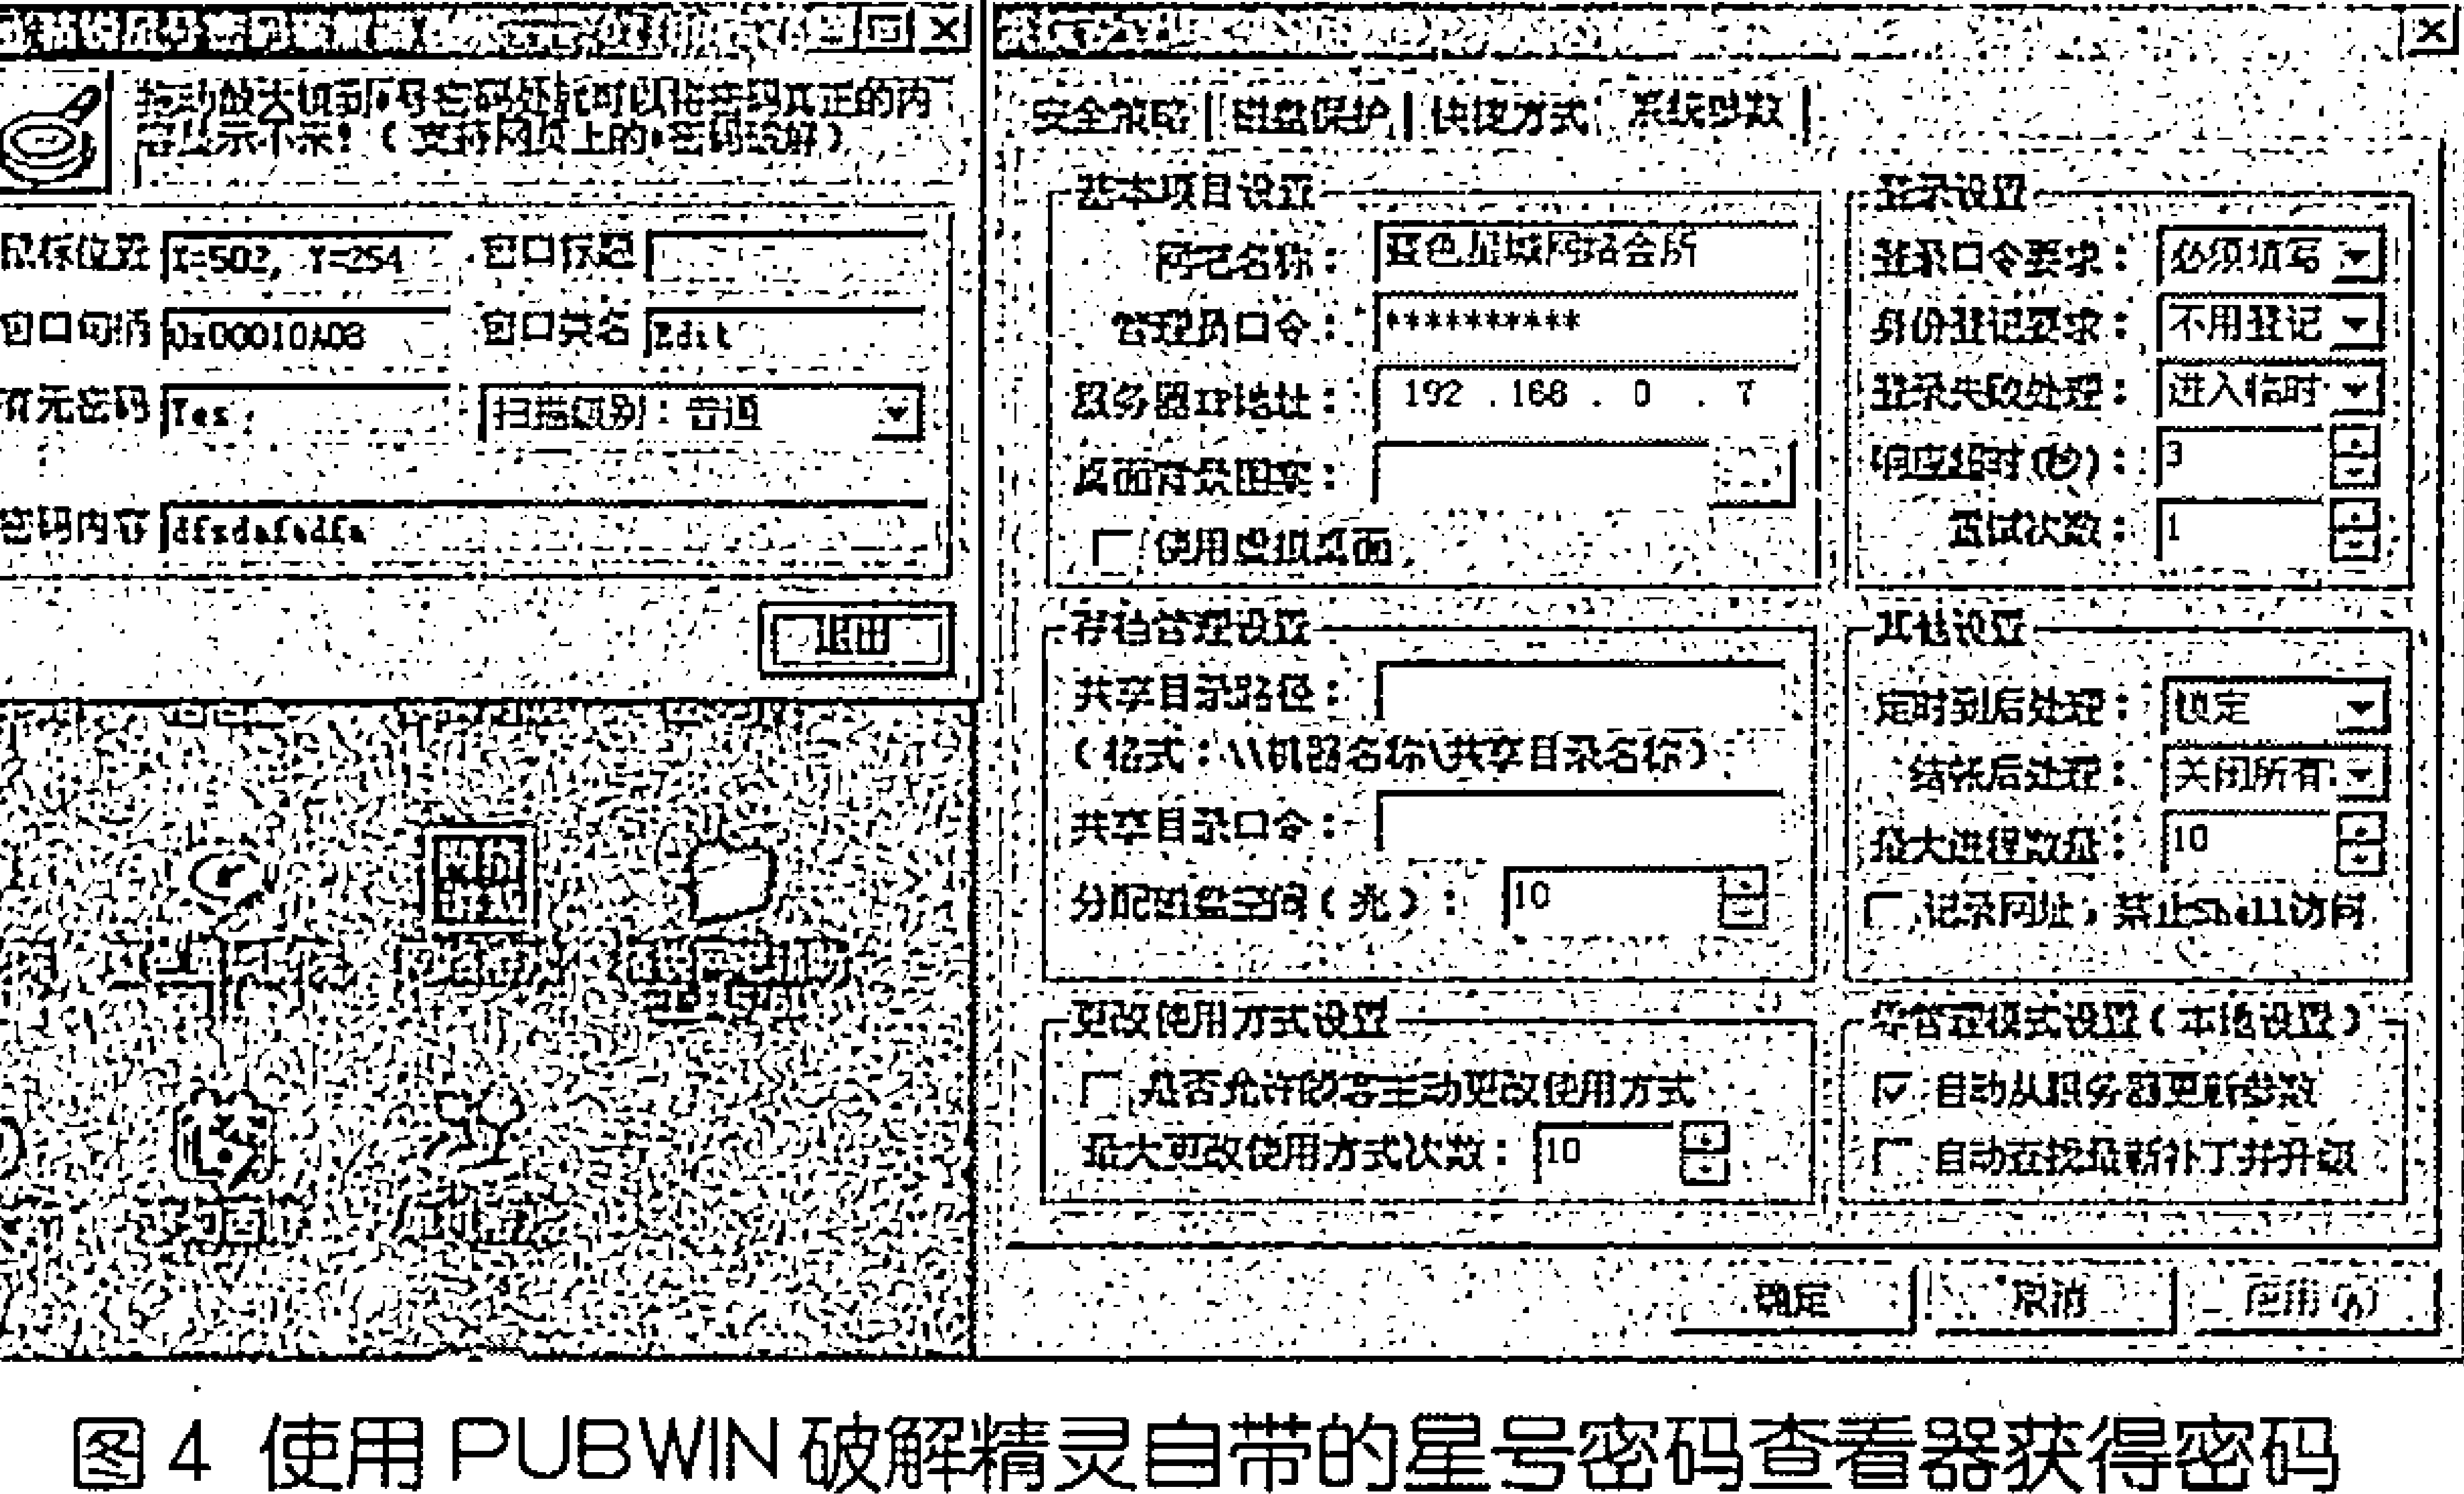 拖动放大镜到*号密码处就可以将密码真正的内
容显示不来!(支持网页上的*密码破解)
鼠标位置 X=502, Y=254 窗口标题
窗口句柄 0x00010A08 窗口类名 Edit
有无密码 Yes 扫描级别:普通
密码内容 dfsdafsdfa
退出
安全策略 磁盘保护 快捷方式 系统参数
基本项目设置
网吧名称: 蓝色星城网络会所
管理员口令: **********
服务器IP地址: 192 .168 . 0 . 7
桌面背景图案:
使用虚拟桌面
登录设置
登录口令要求: 必须填写
身份登记要求: 不用登记
登录失败处理: 进入临时
响应超时(秒): 3
重试次数: 1
存档管理设置
共享目录路径:
(格式:\\机器名称\共享目录名称)
共享目录口令:
分配磁盘空间(兆): 10
其他设置
定时到后处理: 锁定
结帐后处理: 关闭所有
最大进程数量: 10
记录网址,禁止Shell访问
更改使用方式设置
是否允许顾客主动更改使用方式
最大更改使用方式次数: 10
非管理模式设置(本地设置)
自动从服务器更新参数
自动查找最新补丁并升级
确定 取消 应用(A)
图4 使用PUBWIN破解精灵自带的星号密码查看器获得密码